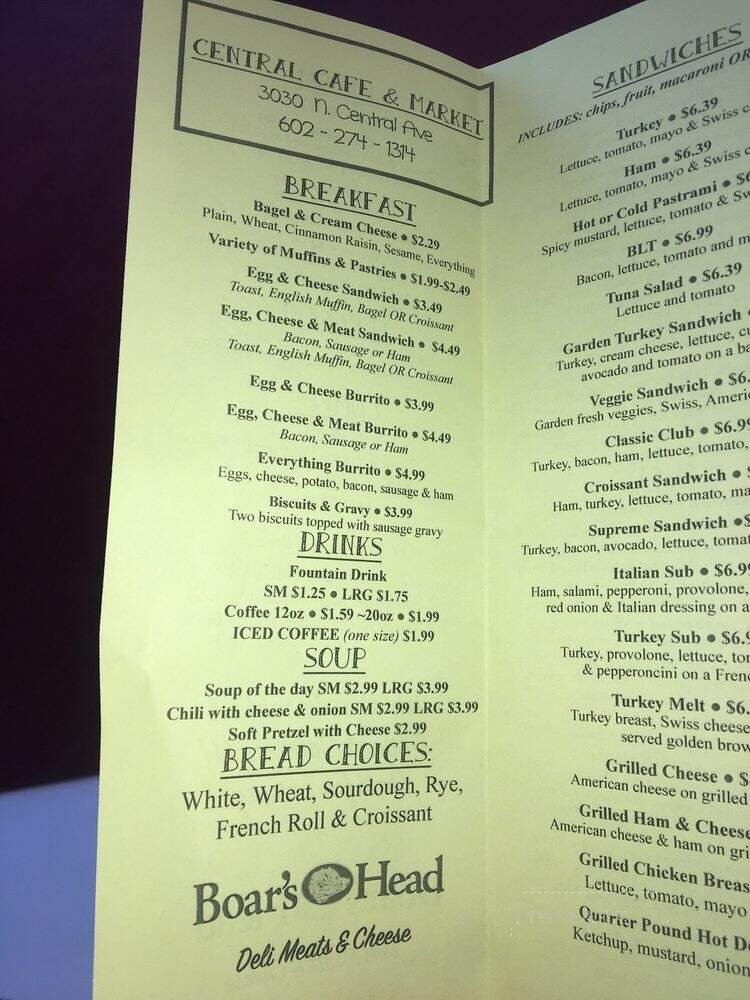 CENTRAL CAFE & MARKET
3030 N. Central Ave
602 - 274 - 1314
BREAKFAST
Bagel & Cream Cheese ● $2.29
Plain, Wheat, Cinnamon Raisin, Sesame, Everything
Variety of Muffins & Pastries ● $1.99-$2.49
Egg & Cheese Sandwich ● $3.49
Toast, English Muffin, Bagel OR Croissant
Egg, Cheese & Meat Sandwich ● $4.49
Bacon, Sausage or Ham
Toast, English Muffin, Bagel OR Croissant
Egg & Cheese Burrito ● $3.99
Egg, Cheese & Meat Burrito ● $4.49
Bacon, Sausage or Ham
Everything Burrito ● $4.99
Eggs, cheese, potato, bacon, sausage & ham
Biscuits & Gravy ● $3.99
Two biscuits topped with sausage gravy
DRINKS
Fountain Drink
SM $1.25 ● LRG $1.75
Coffee 12oz ● $1.59 ~20oz ● $1.99
ICED COFFEE (one size) $1.99
SOUP
Soup of the day SM $2.99 LRG $3.99
Chili with cheese & onion SM $2.99 LRG $3.99
Soft Pretzel with Cheese $2.99
BREAD CHOICES:
White, Wheat, Sourdough, Rye,
French Roll & Croissant
Boar's Head
Deli Meats & Cheese
SANDWICHES
INCLUDES: chips, fruit, macaroni OR
Turkey ● $6.39
Lettuce, tomato, mayo & Swiss
Ham ● $6.39
Lettuce, tomato, mayo & Swiss
Hot or Cold Pastrami ●
Spicy mustard, lettuce, tomato &
BLT ● $6.99
Bacon, lettuce, tomato and
Tuna Salad ● $6.39
Lettuce and tomato
Garden Turkey Sandwich
Turkey, cream cheese, lettuce,
avocado and tomato on a
Veggie Sandwich ●
Garden fresh veggies, Swiss,
Classic Club ●
Turkey, bacon, ham, lettuce, tomato,
Croissant Sandwich ●
Ham, turkey, lettuce, tomato,
Supreme Sandwich ●
Turkey, bacon, avocado, lettuce,
Italian Sub ●
Ham, salami, pepperoni, provolone,
red onion & Italian dressing on a
Turkey Sub ●
Turkey, provolone, lettuce,
& pepperoncini on a
Turkey Melt ●
Turkey breast, Swiss cheese
served golden
Grilled Cheese ●
American cheese on grilled
Grilled Ham & Cheese
American cheese & ham on
Grilled Chicken
Lettuce, tomato, mayo
Quarter Pound Hot
Ketchup, mustard, onion